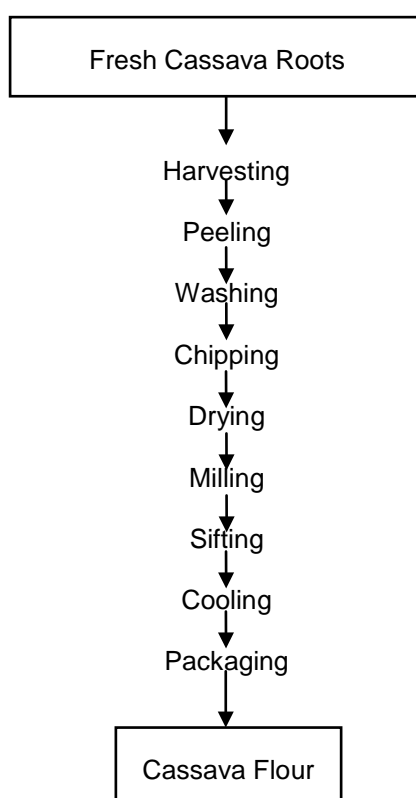 Fresh Cassava Roots
Harvesting
Peeling
Washing
Chipping
Drying
Milling
Sifting
Cooling
Packaging
Cassava Flour